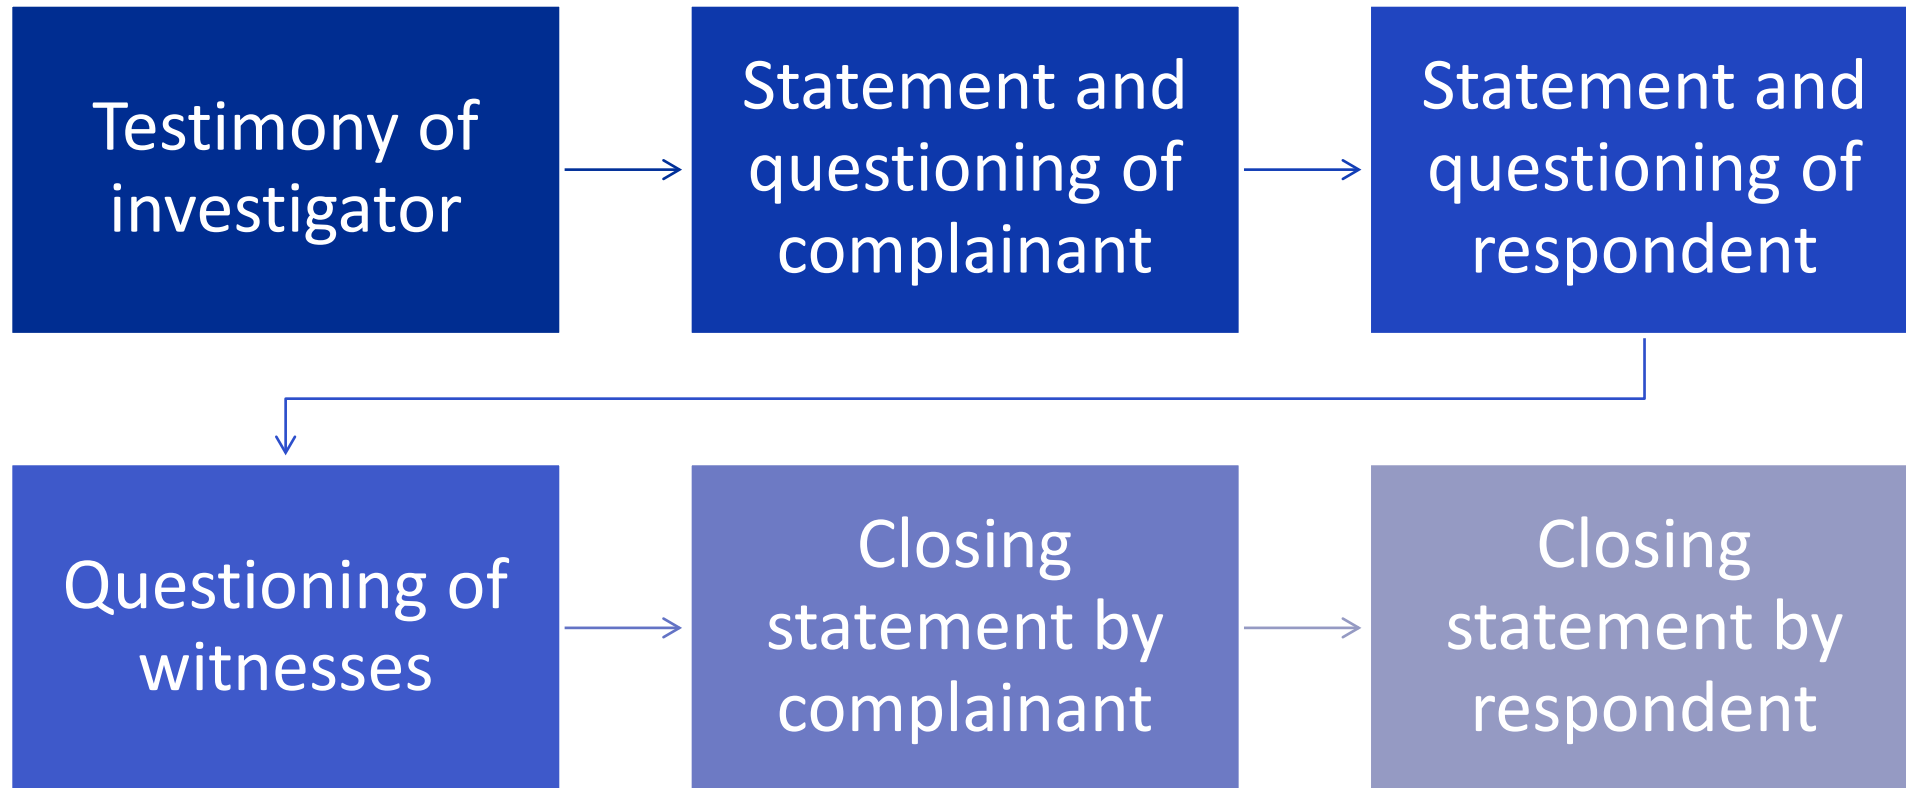 Testimony of
investigator
Statement and
questioning of
complainant
Statement and
questioning of
respondent
Questioning of
witnesses
Closing
statement by
complainant
Closing
statement by
respondent